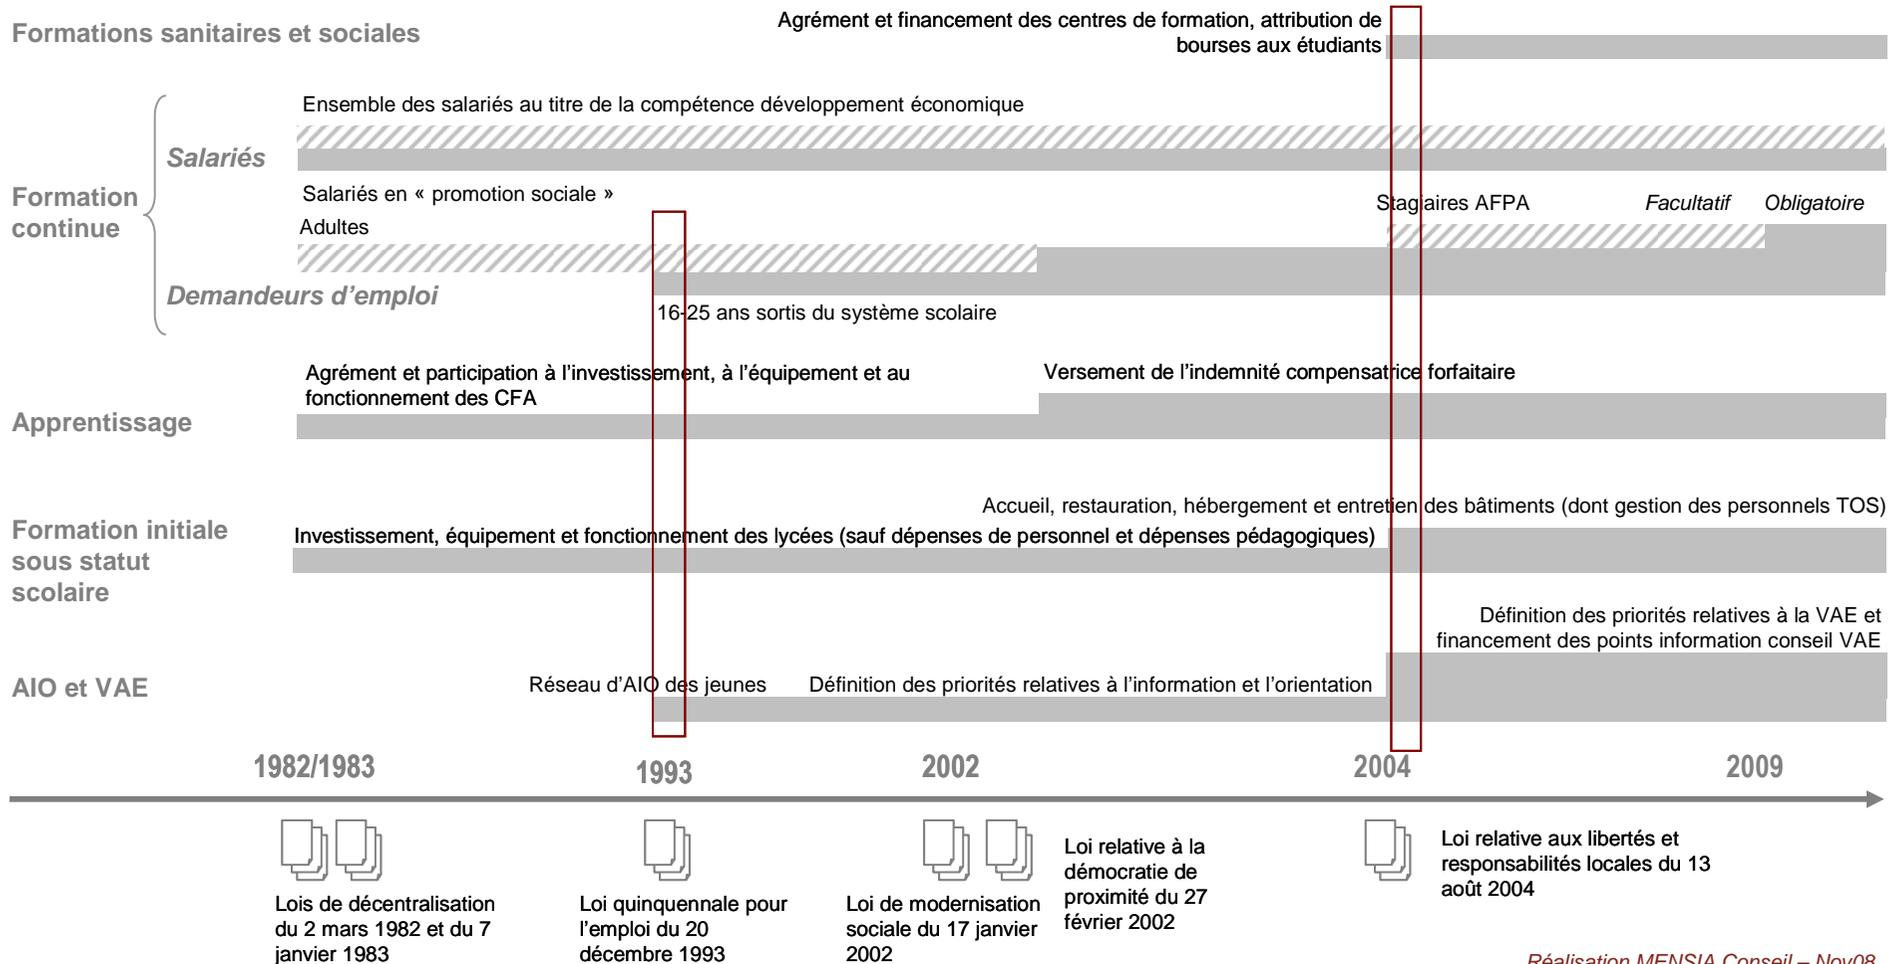 Formations sanitaires et sociales
Agrément et financement des centres de formation, attribution de
bourses aux étudiants
Ensemble des salariés au titre de la compétence développement économique
Salariés
Formation
continue
Salariés en « promotion sociale »
Adultes
Stagiaires AFPA
Facultatif
Obligatoire
Demandeurs d’emploi
16-25 ans sortis du système scolaire
Agrément et participation à l’investissement, à l’équipement et au
fonctionnement des CFA
Versement de l’indemnité compensatrice forfaitaire
Apprentissage
Accueil, restauration, hébergement et entretien des bâtiments (dont gestion des personnels TOS)
Formation initiale
sous statut
scolaire
Investissement, équipement et fonctionnement des lycées (sauf dépenses de personnel et dépenses pédagogiques)
Définition des priorités relatives à la VAE et
financement des points information conseil VAE
AIO et VAE
Réseau d’AIO des jeunes
Définition des priorités relatives à l’information et l’orientation
1982/1983
1993
2002
2004
2009
Lois de décentralisation
du 2 mars 1982 et du 7
janvier 1983
Loi quinquennale pour
l’emploi du 20
décembre 1993
Loi de modernisation
sociale du 17 janvier
2002
Loi relative à la
démocratie de
proximité du 27
février 2002
Loi relative aux libertés et
responsabilités locales du 13
août 2004
Réalisation MENSIA Conseil – Nov08